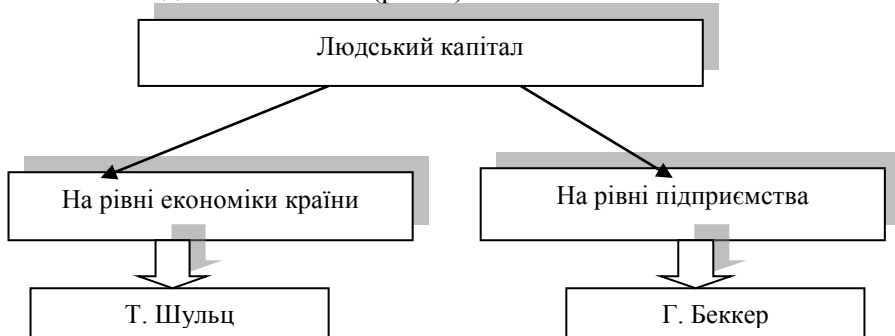 Людський капітал
На рівні економіки країни
На рівні підприємства
Т. Шульц
Г. Беккер